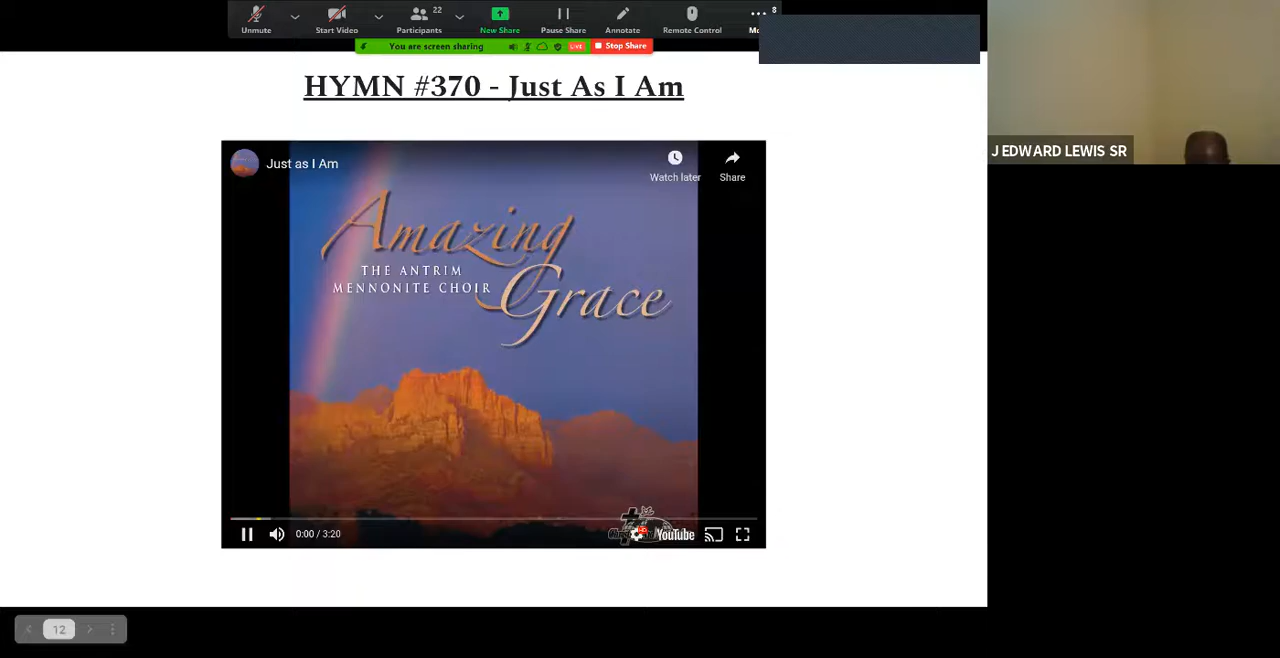 22
8
Unmute
Start Video
Participants
New Share
Pause Share
Annotate
Remote Control
You are screen sharing
LIVE
Stop Share
HYMN #370 - Just As I Am
J EDWARD LEWIS SR
Just as I Am
Watch later
Share
Amazing
THE ANTRIM
MENNONITE CHOIR
Grace
0:00 / 3:20
YouTube
12